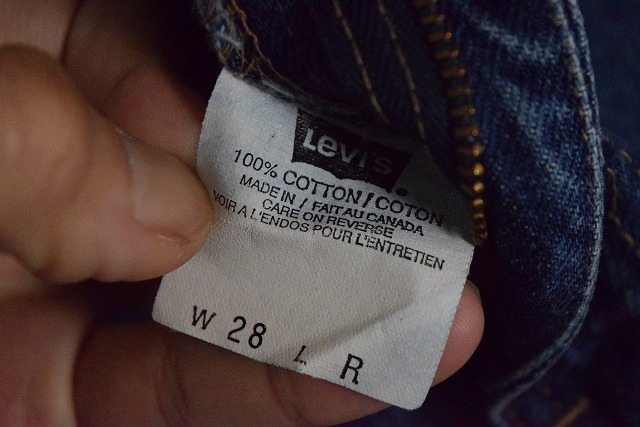 Levi's
100% COTTON/COTON
MADE IN / FAIT AU CANADA
CARE ON REVERSE
VOIR A L'ENDOS POUR L'ENTRETIEN
W 28 L R